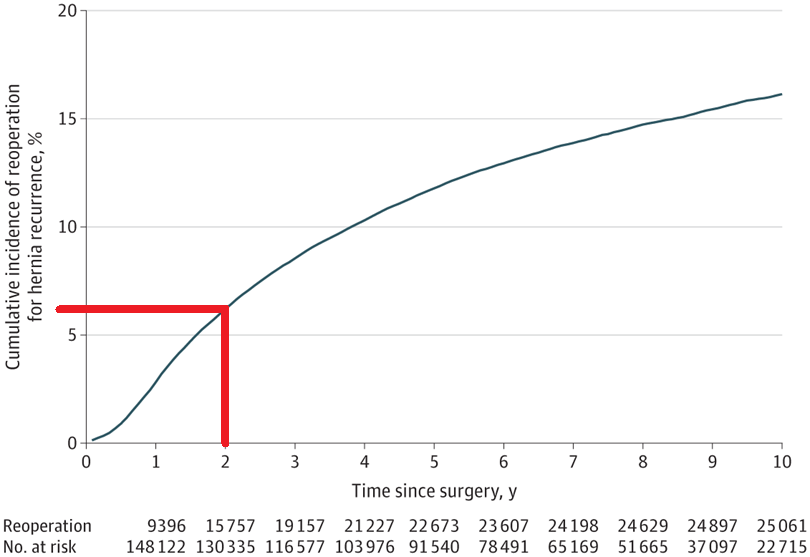 20
15
10
5
0
Cumulative incidence of reoperation
for hernia recurrence, %
0 1 2 3 4 5 6 7 8 9 10
Time since surgery, y
Reoperation 9396 15757 19157 21227 22673 23607 24198 24629 24897 25061
No. at risk 148122 130335 116577 103976 91540 78491 65169 51665 37097 22715